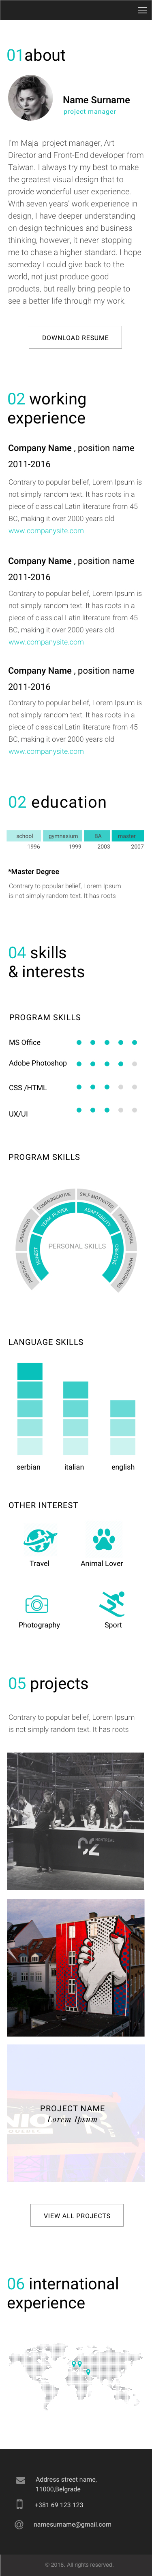 01about
Name Surname
project manager
I'm Maja project manager, Art
Director and Front-End developer from
Taiwan. I always try my best to make
the greatest visual design that to
provide wonderful user experience.
With seven years' work experience in
design, I have deeper understanding
on design techniques and business
thinking, however, it never stopping
me to chase a higher standard. I hope
someday I could give back to the
world, not just produce good
products, but really bring people to
see a better life through my work.
DOWNLOAD RESUME
02 working
experience
Company Name , position name
2011-2016
Contrary to popular belief, Lorem Ipsum is
not simply random text. It has roots in a
piece of classical Latin literature from 45
BC, making it over 2000 years old
www.companysite.com
Company Name , position name
2011-2016
Contrary to popular belief, Lorem Ipsum is
not simply random text. It has roots in a
piece of classical Latin literature from 45
BC, making it over 2000 years old
www.companysite.com
Company Name , position name
2011-2016
Contrary to popular belief, Lorem Ipsum is
not simply random text. It has roots in a
piece of classical Latin literature from 45
BC, making it over 2000 years old
www.companysite.com
02 education
school gymnasium BA master
1996 1999 2003 2007
*Master Degree
Contrary to popular belief, Lorem Ipsum
is not simply random text. It has roots
04 skills
& interests
PROGRAM SKILLS
MS Office
Adobe Photoshop
CSS /HTML
UX/UI
PROGRAM SKILLS
ORGANIZED
COMMUNICATIVE
SELF MOTIVATED
PROFESSIONAL
HONEST
TEAM PLAYER
ADAPTABILITY
CREATIVE
PERSONAL SKILLS
LANGUAGE SKILLS
serbian italian english
OTHER INTEREST
Travel Animal Lover
Photography Sport
05 projects
Contrary to popular belief, Lorem Ipsum
is not simply random text. It has roots
MONTRÉAL
PROJECT NAME
Lorem Ipsum
VIEW ALL PROJECTS
06 international
experience
Address street name,
11000,Belgrade
+381 69 123 123
namesurname@gmail.com
© 2016. All rights reserved.